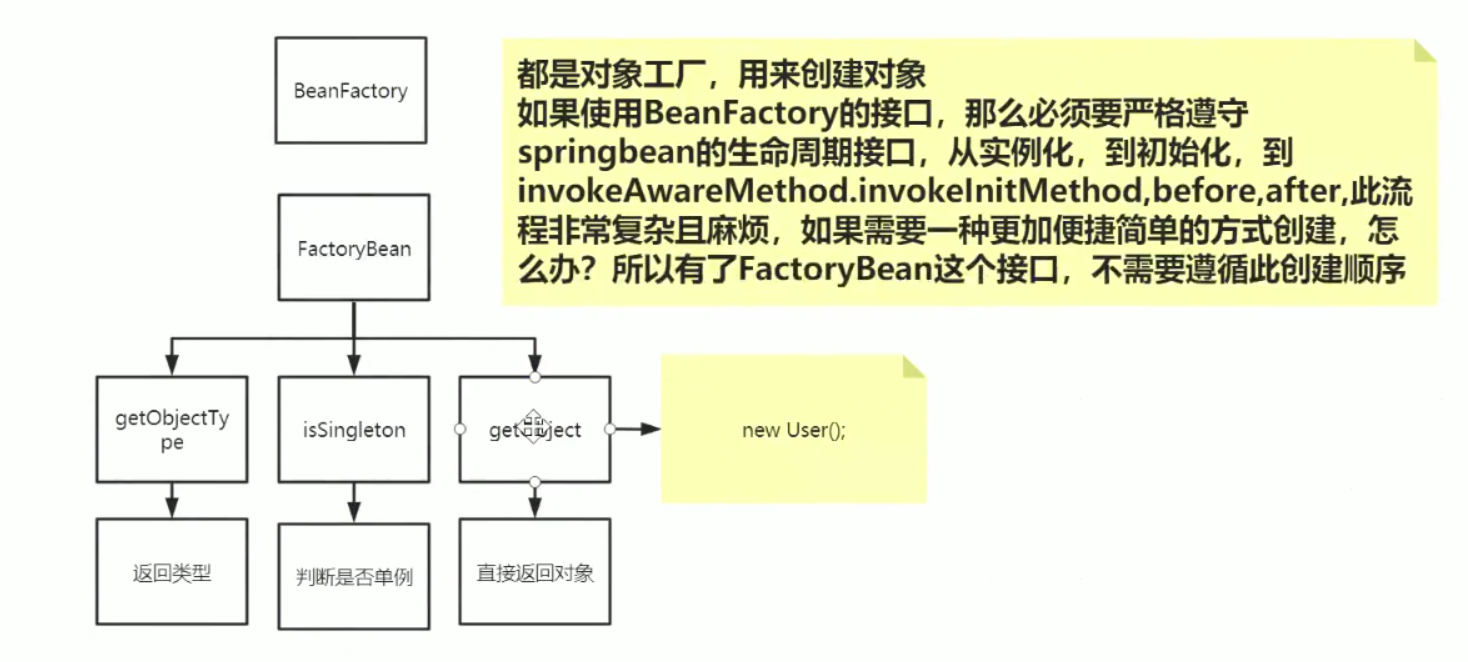 BeanFactory
都是对象工厂，用来创建对象
如果使用BeanFactory的接口，那么必须要严格遵守
springbean的生命周期接口，从实例化，到初始化，到
invokeAwareMethod.invokeInitMethod,before,after,此流
程非常复杂且麻烦，如果需要一种更加便捷简单的方式创建，怎
么办？所以有了FactoryBean这个接口，不需要遵循此创建顺序
FactoryBean
getObjectTy
pe
isSingleton
getObject
new User();
返回类型
判断是否单例
直接返回对象